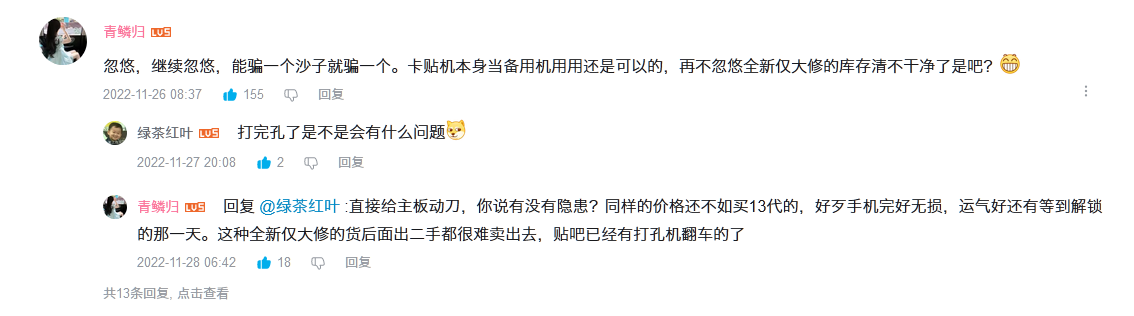 青鳞归 LV5
忽悠，继续忽悠，能骗一个沙子就骗一个。卡贴机本身当备用机用用还是可以的，再不忽悠全新仅大修的库存清不干净了是吧？
2022-11-26 08:37 155 回复
绿茶红叶 LV5 打完孔了是不是会有什么问题
2022-11-27 20:08 2 回复
青鳞归 LV5 回复 @绿茶红叶 :直接给主板动刀，你说有没有隐患？同样的价格还不如买13代的，好歹手机完好无损，运气好还有等到解锁
的那一天。这种全新仅大修的货后面出二手都很难卖出去，贴吧已经有打孔机翻车的了
2022-11-28 06:42 18 回复
共13条回复, 点击查看